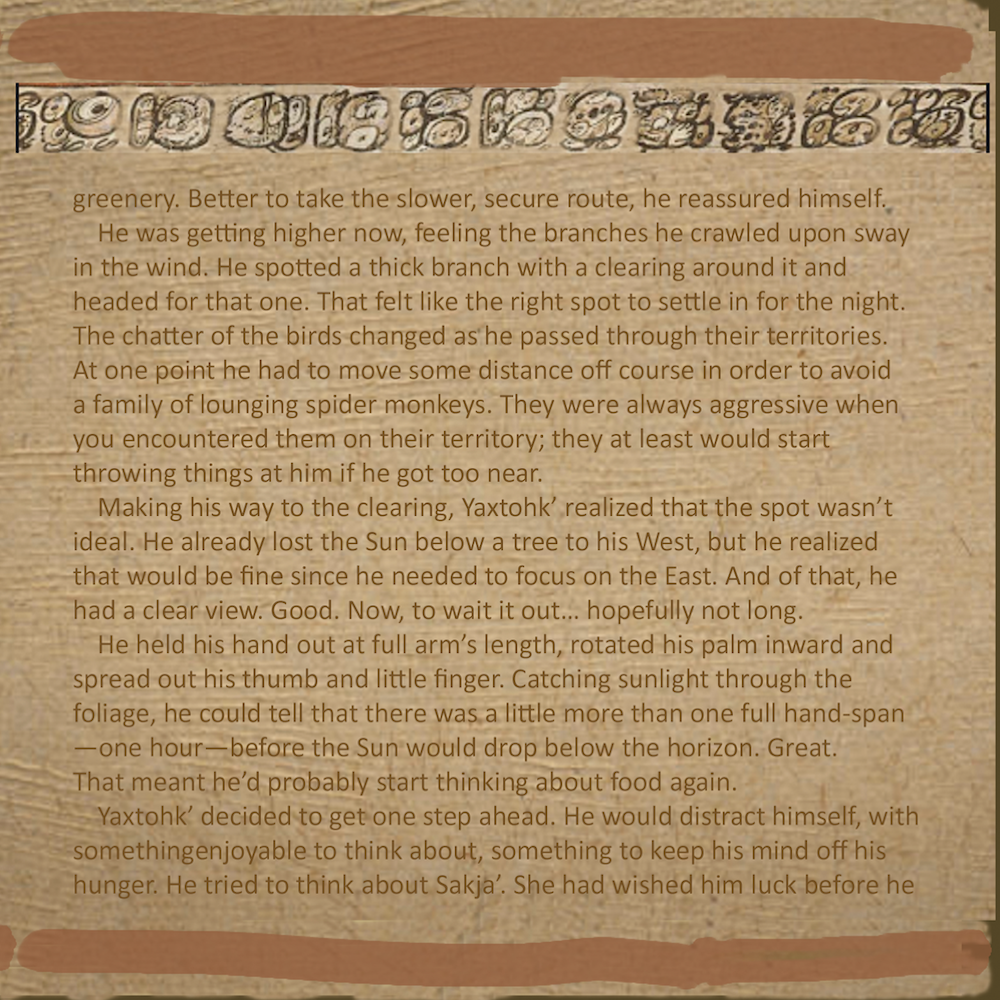 greenery. Better to take the slower, secure route, he reassured himself.
He was getting higher now, feeling the branches he crawled upon sway
in the wind. He spotted a thick branch with a clearing around it and
headed for that one. That felt like the right spot to settle in for the night.
The chatter of the birds changed as he passed through their territories.
At one point he had to move some distance off course in order to avoid
a family of lounging spider monkeys. They were always aggressive when
you encountered them on their territory; they at least would start
throwing things at him if he got too near.
Making his way to the clearing, Yaxtohk’ realized that the spot wasn’t
ideal. He already lost the Sun below a tree to his West, but he realized
that would be fine since he needed to focus on the East. And of that, he
had a clear view. Good. Now, to wait it out... hopefully not long.
He held his hand out at full arm’s length, rotated his palm inward and
spread out his thumb and little finger. Catching sunlight through the
foliage, he could tell that there was a little more than one full hand-span
—one hour—before the Sun would drop below the horizon. Great.
That meant he’d probably start thinking about food again.
Yaxtohk’ decided to get one step ahead. He would distract himself, with
somethingenjoyable to think about, something to keep his mind off his
hunger. He tried to think about Sakja’. She had wished him luck before he